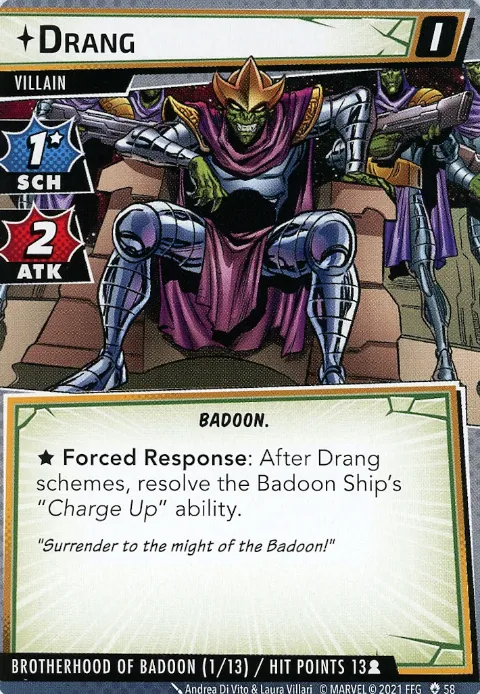 DRANG
I
VILLAIN
1
SCH
2
ATK
BADOON.
Forced Response: After Drang
schemes, resolve the Badoon Ship's
"Charge Up" ability.
"Surrender to the might of the Badoon!"
BROTHERHOOD OF BADOON (1/13) / HIT POINTS 13
Andrea Di Vito & Laura Villari © MARVEL © 2021 FFG 58